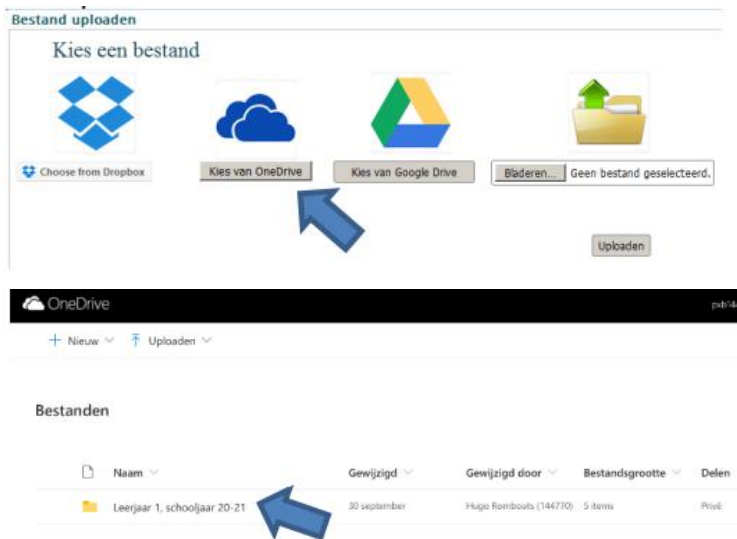 Bestand uploaden
Kies een bestand
Choose from Dropbox
Kies van OneDrive
Kies van Google Drive
Bladeren... Geen bestand geselecteerd.
Uploaden
OneDrive
+ Nieuw Uploaden
Bestanden
Naam Gewijzigd Gewijzigd door Bestandsgrootte Delen
Leerjaar 1, schooljaar 20-21 30 september Hugo Rombouts (144770) 5 items Privé